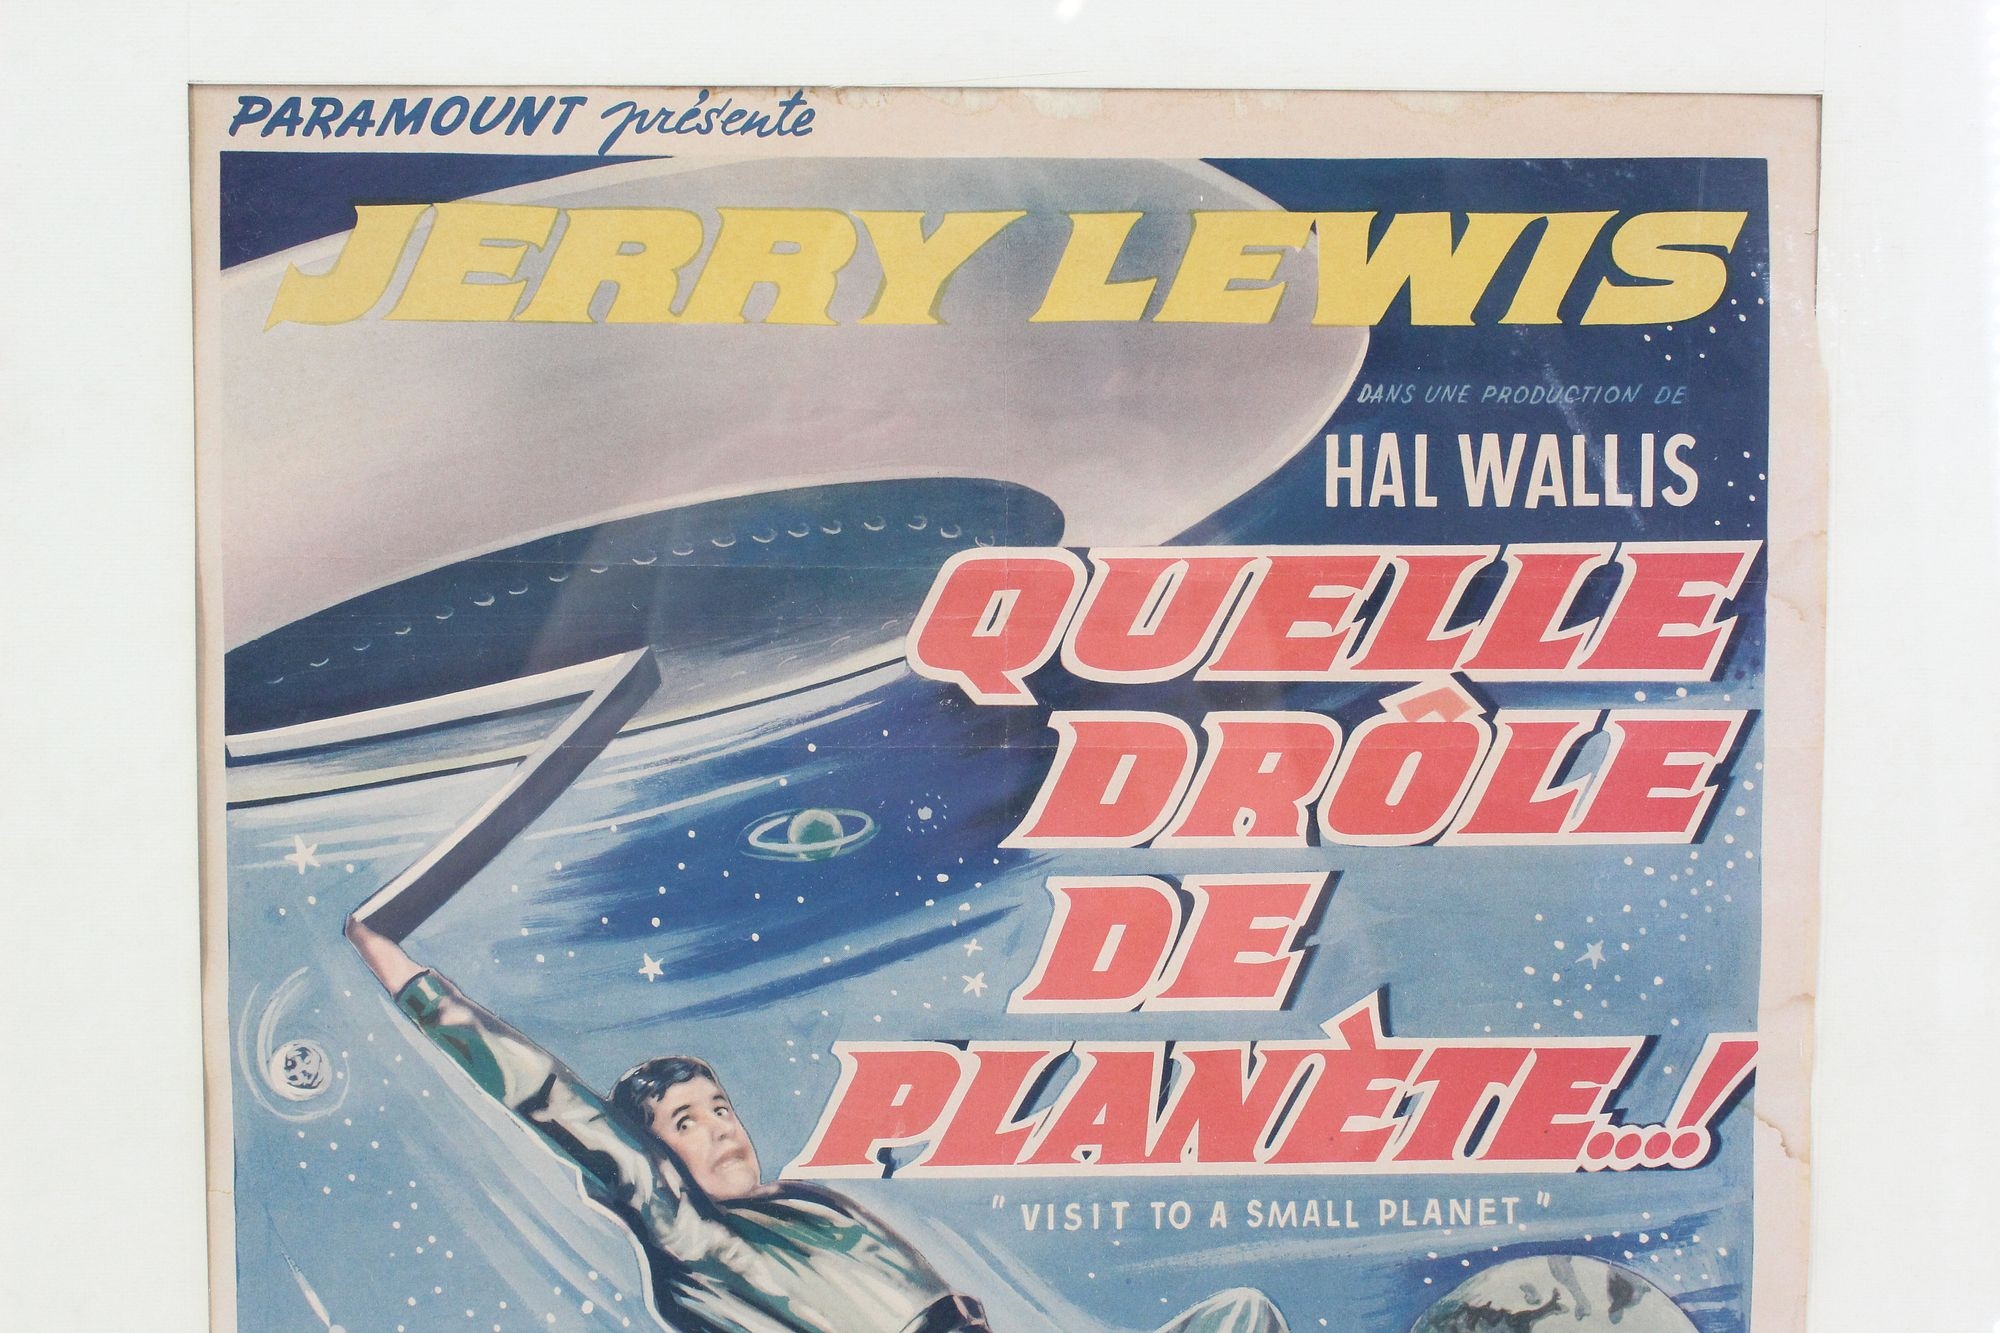 PARAMOUNT présente
JERRY LEWIS
DANS UNE PRODUCTION DE
HAL WALLIS
QUELLE
DRÔLE
DE
PLANÈTE....!
"VISIT TO A SMALL PLANET."